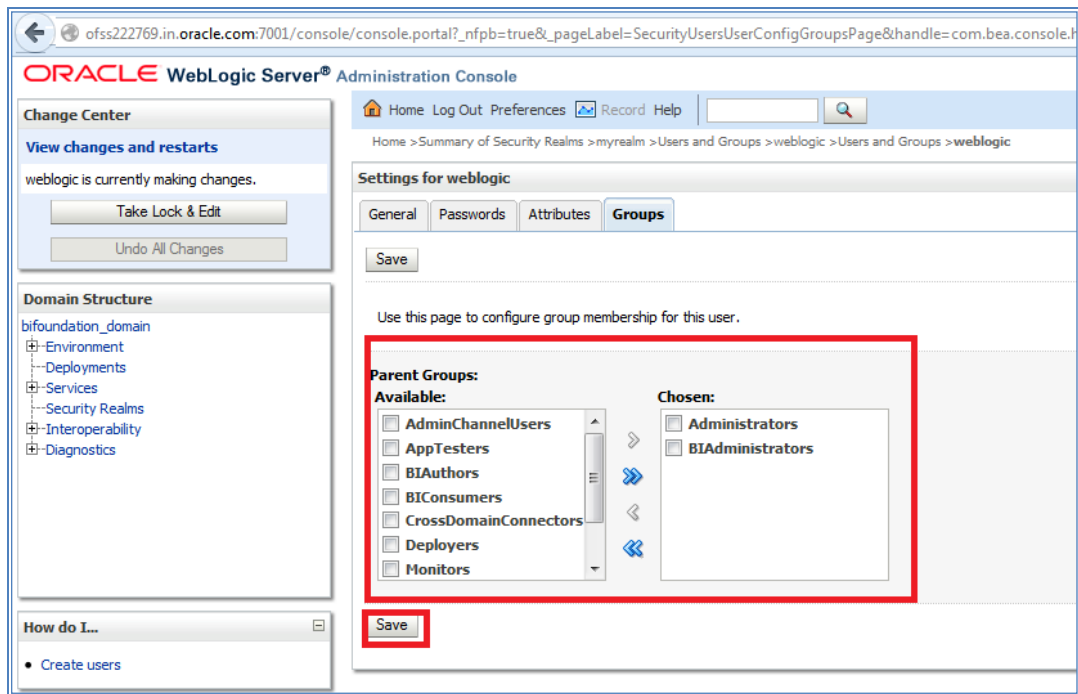 ofss222769.in.oracle.com:7001/console/console.portal?_nfpb=true&_pageLabel=SecurityUsersUserConfigGroupsPage&handle=com.bea.console.h
ORACLE WebLogic Server® Administration Console
Change Center
View changes and restarts
weblogic is currently making changes.
Take Lock & Edit
Undo All Changes
Domain Structure
bifoundation_domain
Environment
Deployments
Services
Security Realms
Interoperability
Diagnostics
How do I...
Create users
Home Log Out Preferences Record Help
Home >Summary of Security Realms >myrealm >Users and Groups >weblogic >Users and Groups >weblogic
Settings for weblogic
General Passwords Attributes Groups
Save
Use this page to configure group membership for this user.
Parent Groups:
Available:
AdminChannelUsers
AppTesters
BIAuthors
BIConsumers
CrossDomainConnectors
Deployers
Monitors
Chosen:
Administrators
BIAdministrators
Save